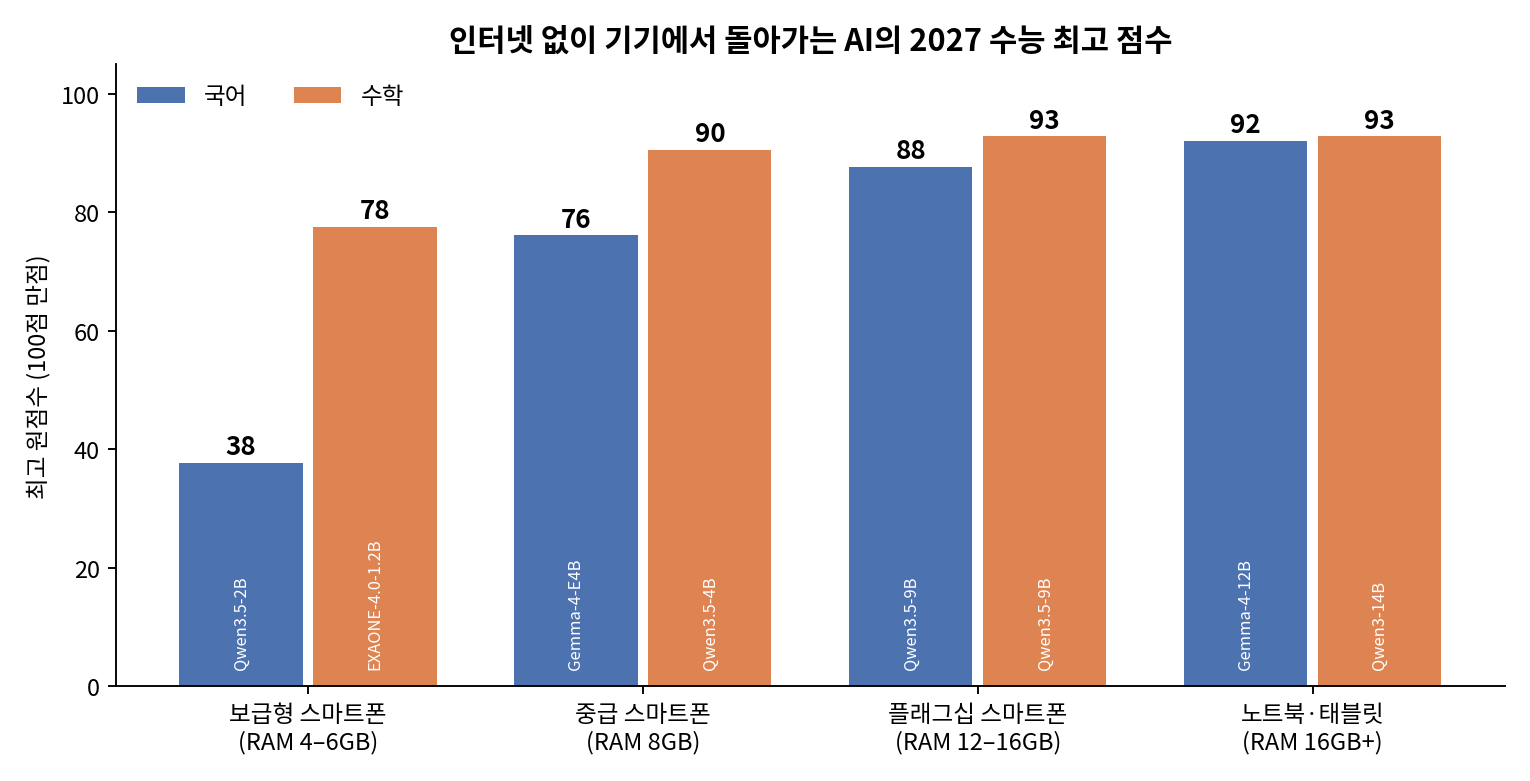 인터넷 없이 기기에서 돌아가는 AI의 2027 수능 최고 점수
국어 수학
최고 원점수 (100점 만점)
100
80
60
40
20
0
38
78
76
90
88
93
92
93
Qwen3.5-2B
EXAONE-4.0-1.2B
Gemma-4-E4B
Qwen3.5-4B
Qwen3.5-9B
Qwen3.5-9B
Gemma-4-12B
Qwen3-14B
보급형 스마트폰
(RAM 4–6GB)
중급 스마트폰
(RAM 8GB)
플래그십 스마트폰
(RAM 12–16GB)
노트북·태블릿
(RAM 16GB+)